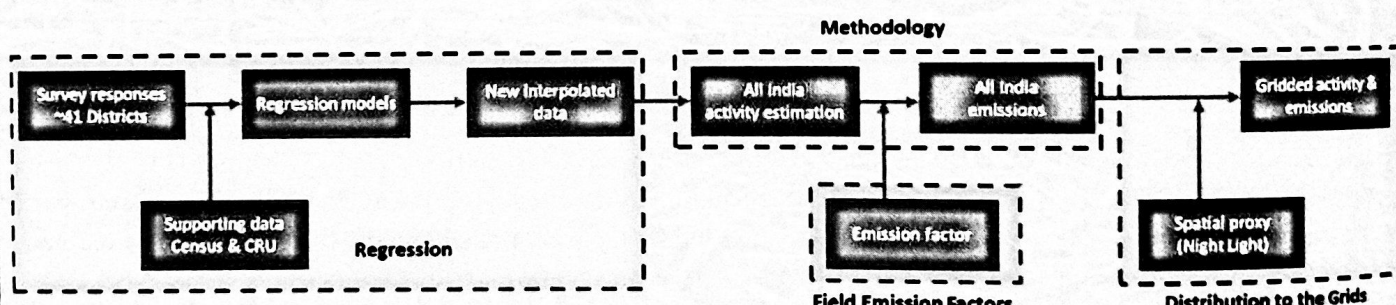 Methodology
Survey responses
~41 Districts
Regression models
New Interpolated
data
All India
activity estimation
All India
emissions
Gridded activity &
emissions
Supporting data
Census & CRU
Regression
Emission factor
Spatial proxy
(Night Light)
Field Emission Factors
Distribution to the Grids